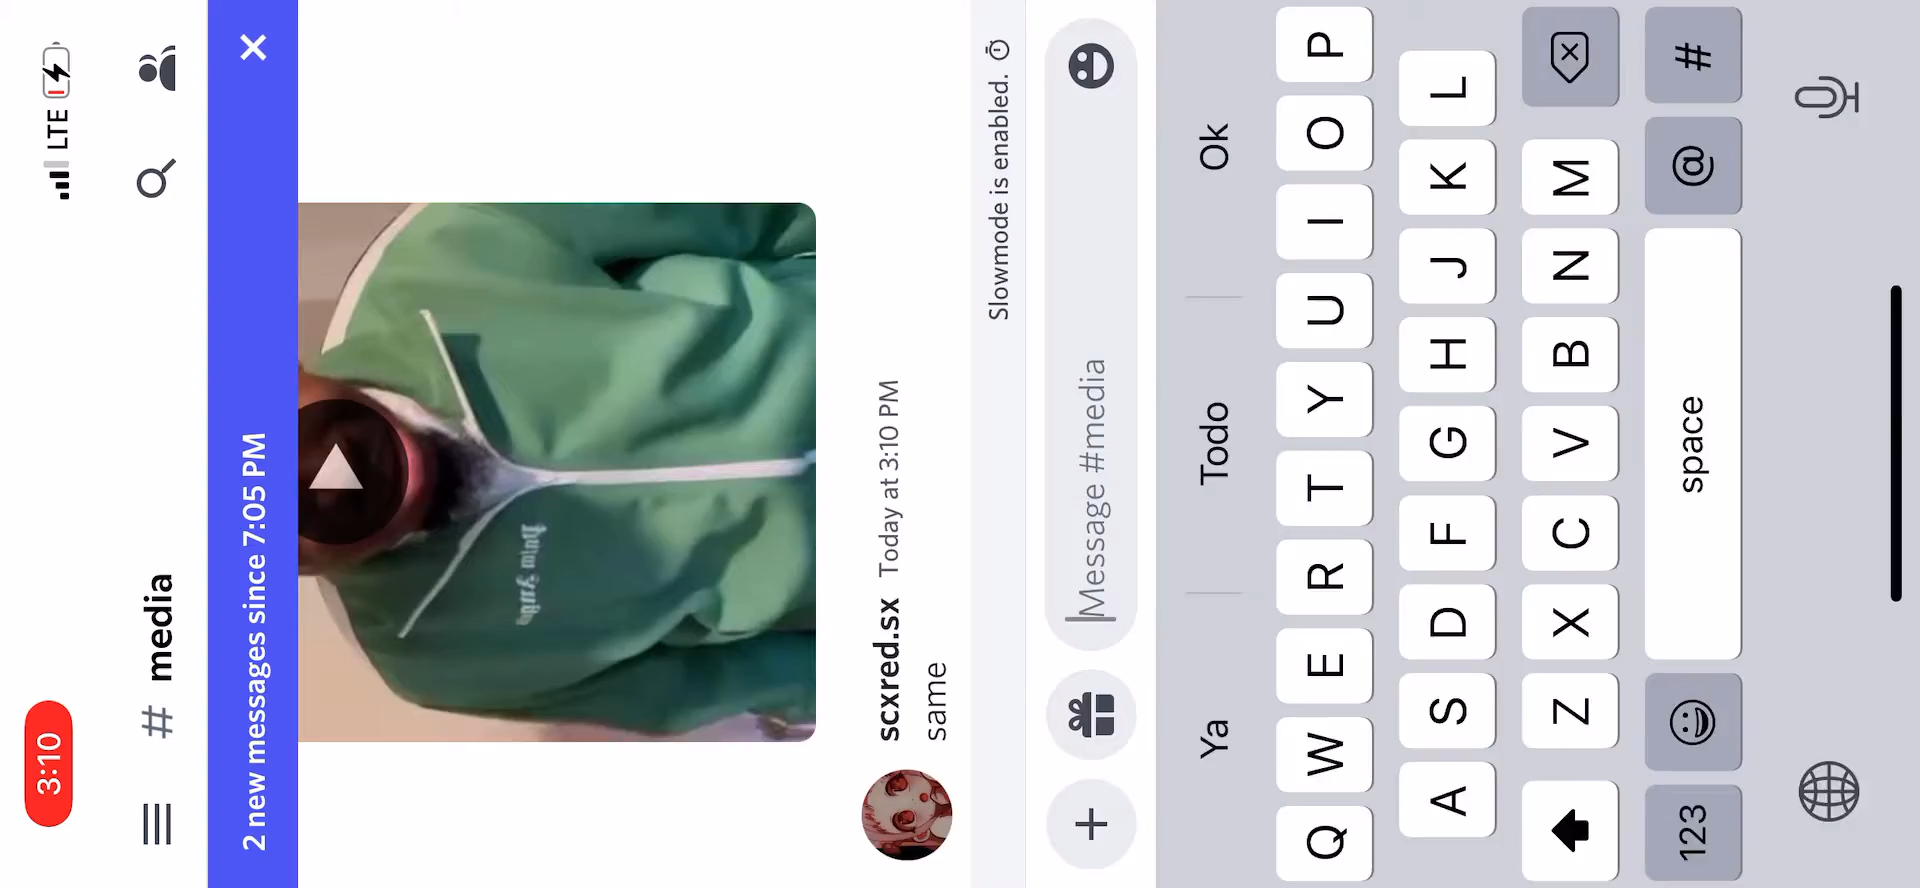 3:10
LTE
# media
2 new messages since 7:05 PM
scxred.sx Today at 3:10 PM
same
Slowmode is enabled.
Message #media
Ya Todo Ok
Q W E R T Y U I O P
A S D F G H J K L
Z X C V B N M
123 space @ #